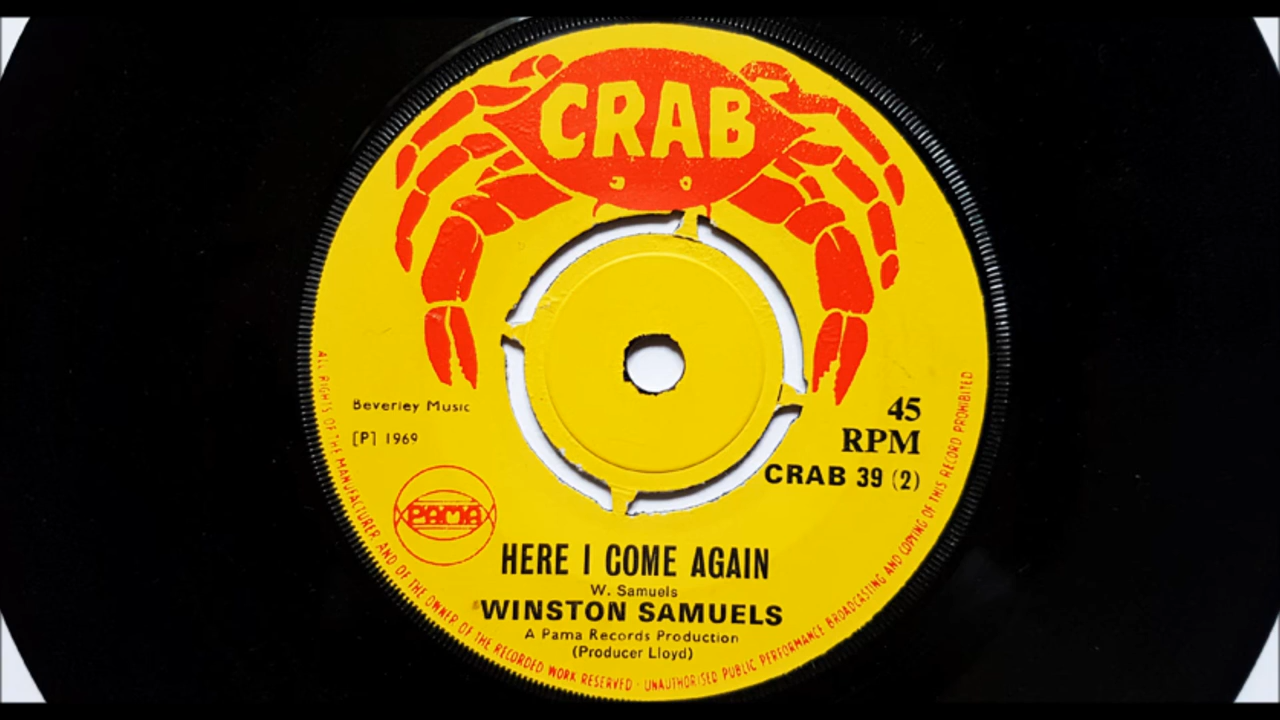 CRAB
Beverley Music
[P] 1969
45
RPM
CRAB 39 (2)
PAMA
HERE I COME AGAIN
W. Samuels
WINSTON SAMUELS
A Pama Records Production
(Producer Lloyd)
ALL RIGHTS OF THE MANUFACTURER AND OF THE OWNER OF THE RECORDED WORK RESERVED · UNAUTHORISED PUBLIC PERFORMANCE BROADCASTING AND COPYING OF THIS RECORD PROHIBITED